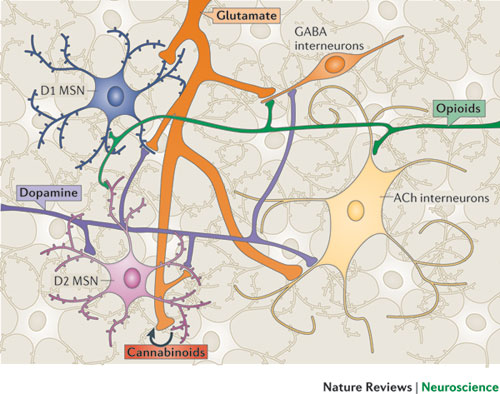 Glutamate
GABA
interneurons
D1 MSN
Opioids
Dopamine
ACh interneurons
D2 MSN
Cannabinoids
Nature Reviews | Neuroscience